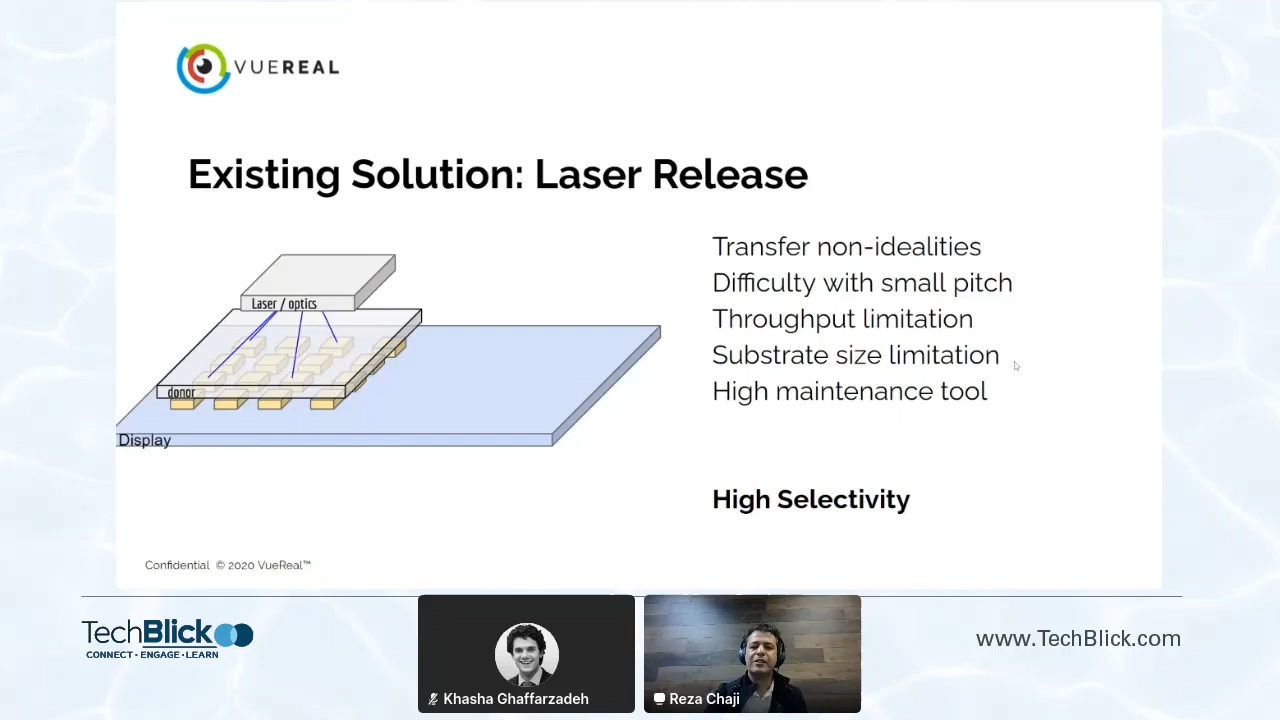 VUEREAL
Existing Solution: Laser Release
Laser / optics
donor
Display
Transfer non-idealities
Difficulty with small pitch
Throughput limitation
Substrate size limitation
High maintenance tool
High Selectivity
Confidential © 2020 VueReal™
TechBlick
CONNECT • ENGAGE • LEARN
Khasha Ghaffarzadeh
Reza Chaji
www.TechBlick.com